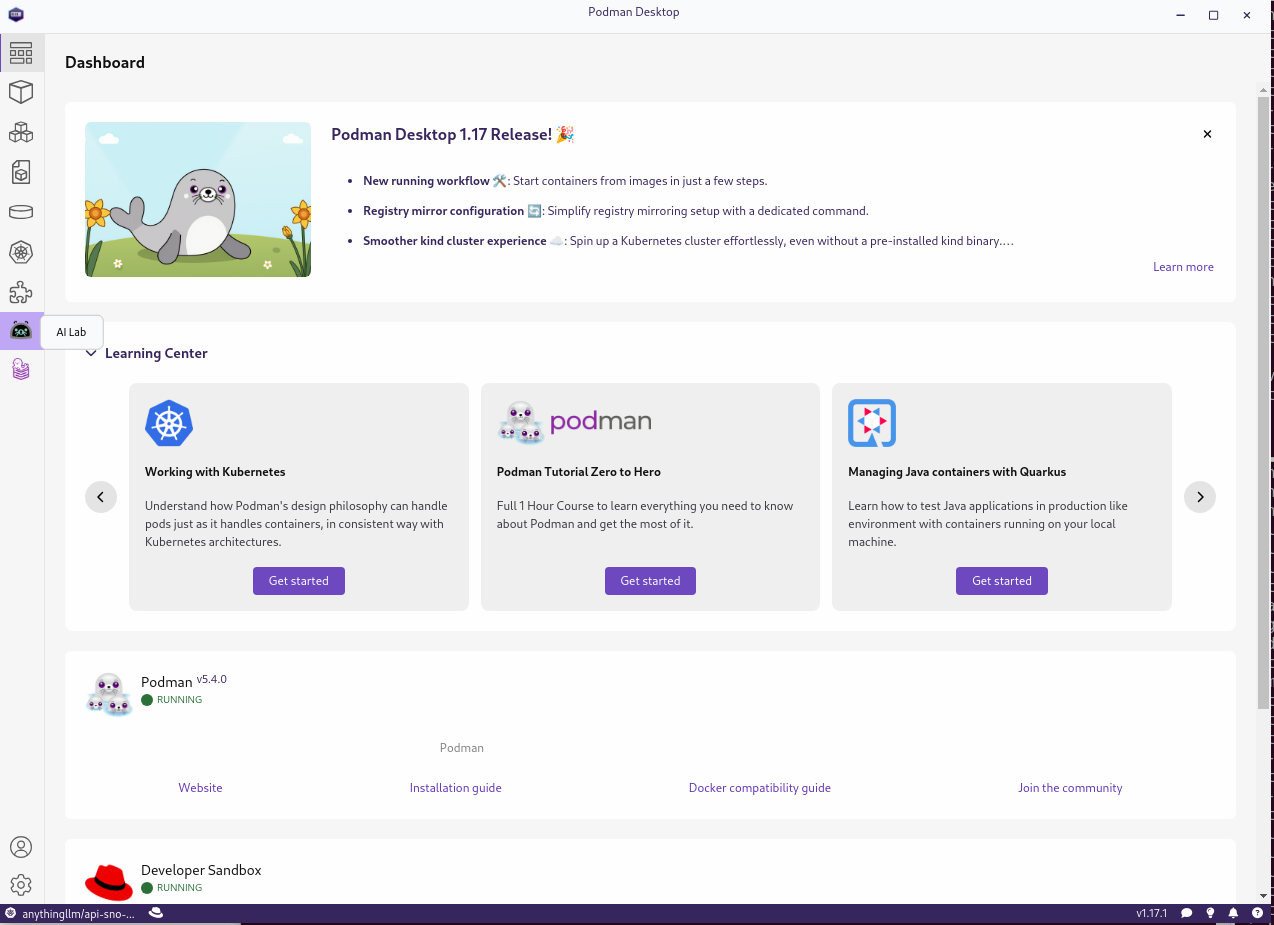 Podman Desktop
Dashboard
Podman Desktop 1.17 Release! 🎉
New running workflow 🛠️: Start containers from images in just a few steps.
Registry mirror configuration 🔄: Simplify registry mirroring setup with a dedicated command.
Smoother kind cluster experience ☁️: Spin up a Kubernetes cluster effortlessly, even without a pre-installed kind binary.…
Learn more
AI Lab
Learning Center
Working with Kubernetes
Understand how Podman's design philosophy can handle
pods just as it handles containers, in consistent way with
Kubernetes architectures.
Get started
podman
Podman Tutorial Zero to Hero
Full 1 Hour Course to learn everything you need to know
about Podman and get the most of it.
Get started
Managing Java containers with Quarkus
Learn how to test Java applications in production like
environment with containers running on your local
machine.
Get started
Podman v5.4.0
RUNNING
Podman
Website
Installation guide
Docker compatibility guide
Join the community
Developer Sandbox
RUNNING
anythingllm/api-sno-...
v1.17.1